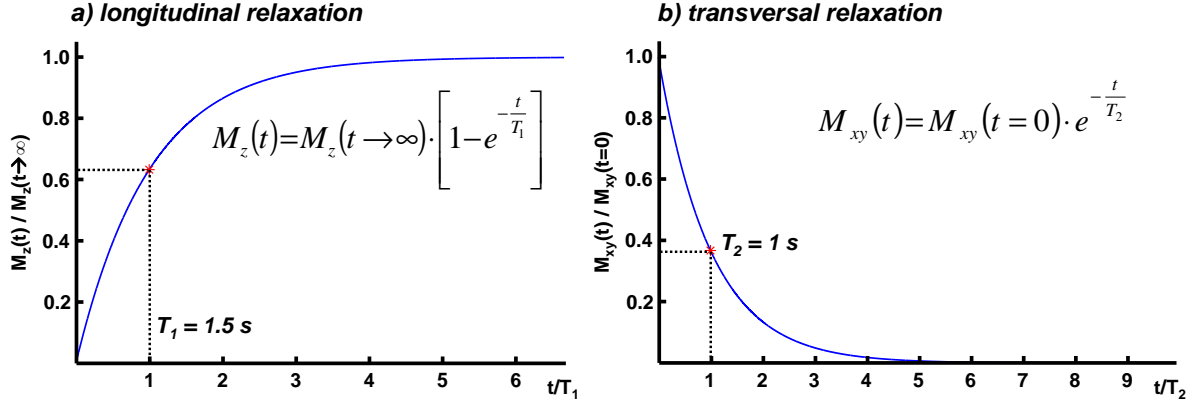 a) longitudinal relaxation
1.0
0.8
0.6
0.4
0.2
M_z(t) / M_z(t→∞)
M_z(t)=M_z(t→∞)·[1−e^{−t/T_1}]
T_1 = 1.5 s
1 2 3 4 5 6 t/T_1
b) transversal relaxation
1.0
0.8
0.6
0.4
0.2
M_xy(t) / M_xy(t=0)
M_xy(t)=M_xy(t=0)·e^{−t/T_2}
T_2 = 1 s
1 2 3 4 5 6 7 8 9 t/T_2